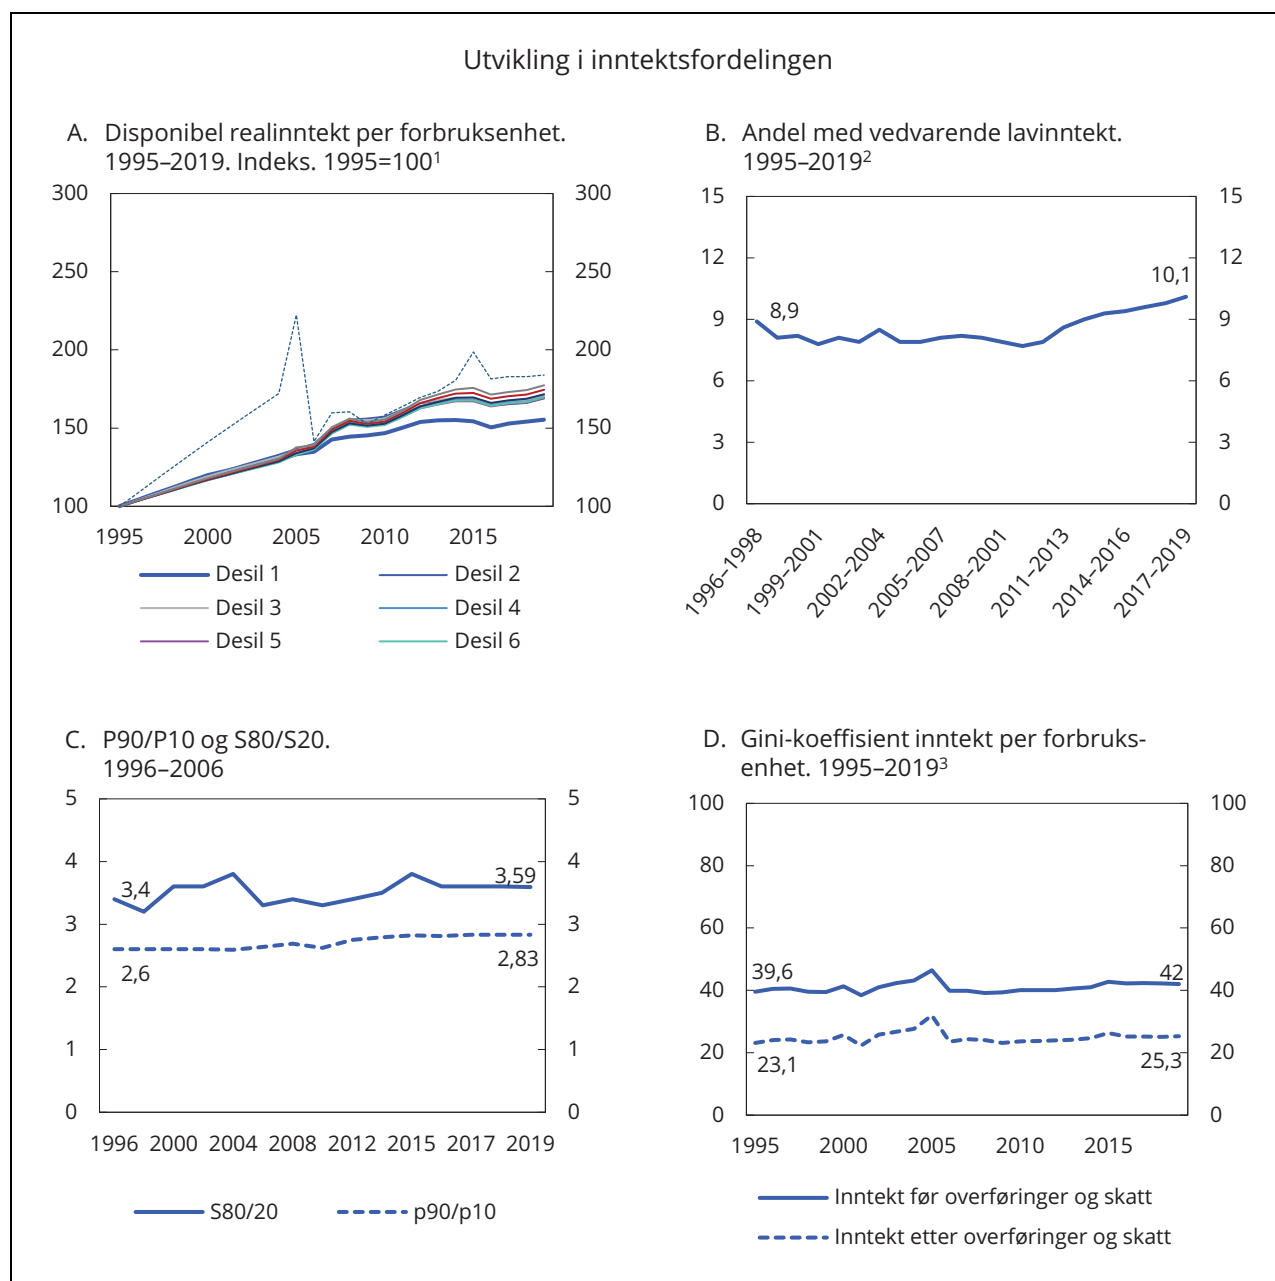 Utvikling i inntektsfordelingen
A. Disponibel realinntekt per forbruksenhet.
1995–2019. Indeks. 1995=100¹
300 300
250 250
200 200
150 150
100 100
1995 2000 2005 2010 2015
Desil 1 Desil 2
Desil 3 Desil 4
Desil 5 Desil 6
B. Andel med vedvarende lavinntekt.
1995–2019²
15 15
12 12
10,1
9 8,9 9
6 6
3 3
0 0
1996–1998 1999–2001 2002–2004 2005–2007 2008–2001 2011–2013 2014–2016 2017–2019
C. P90/P10 og S80/S20.
1996–2006
5 5
4 4
3,4 3,59
3 3
2,6 2,83
2 2
1 1
0 0
1996 2000 2004 2008 2012 2015 2017 2019
S80/20 p90/p10
D. Gini-koeffisient inntekt per forbruks-
enhet. 1995–2019³
100 100
80 80
60 60
39,6 42
40 40
20 20
23,1 25,3
0 0
1995 2000 2005 2010 2015
Inntekt før overføringer og skatt
Inntekt etter overføringer og skatt